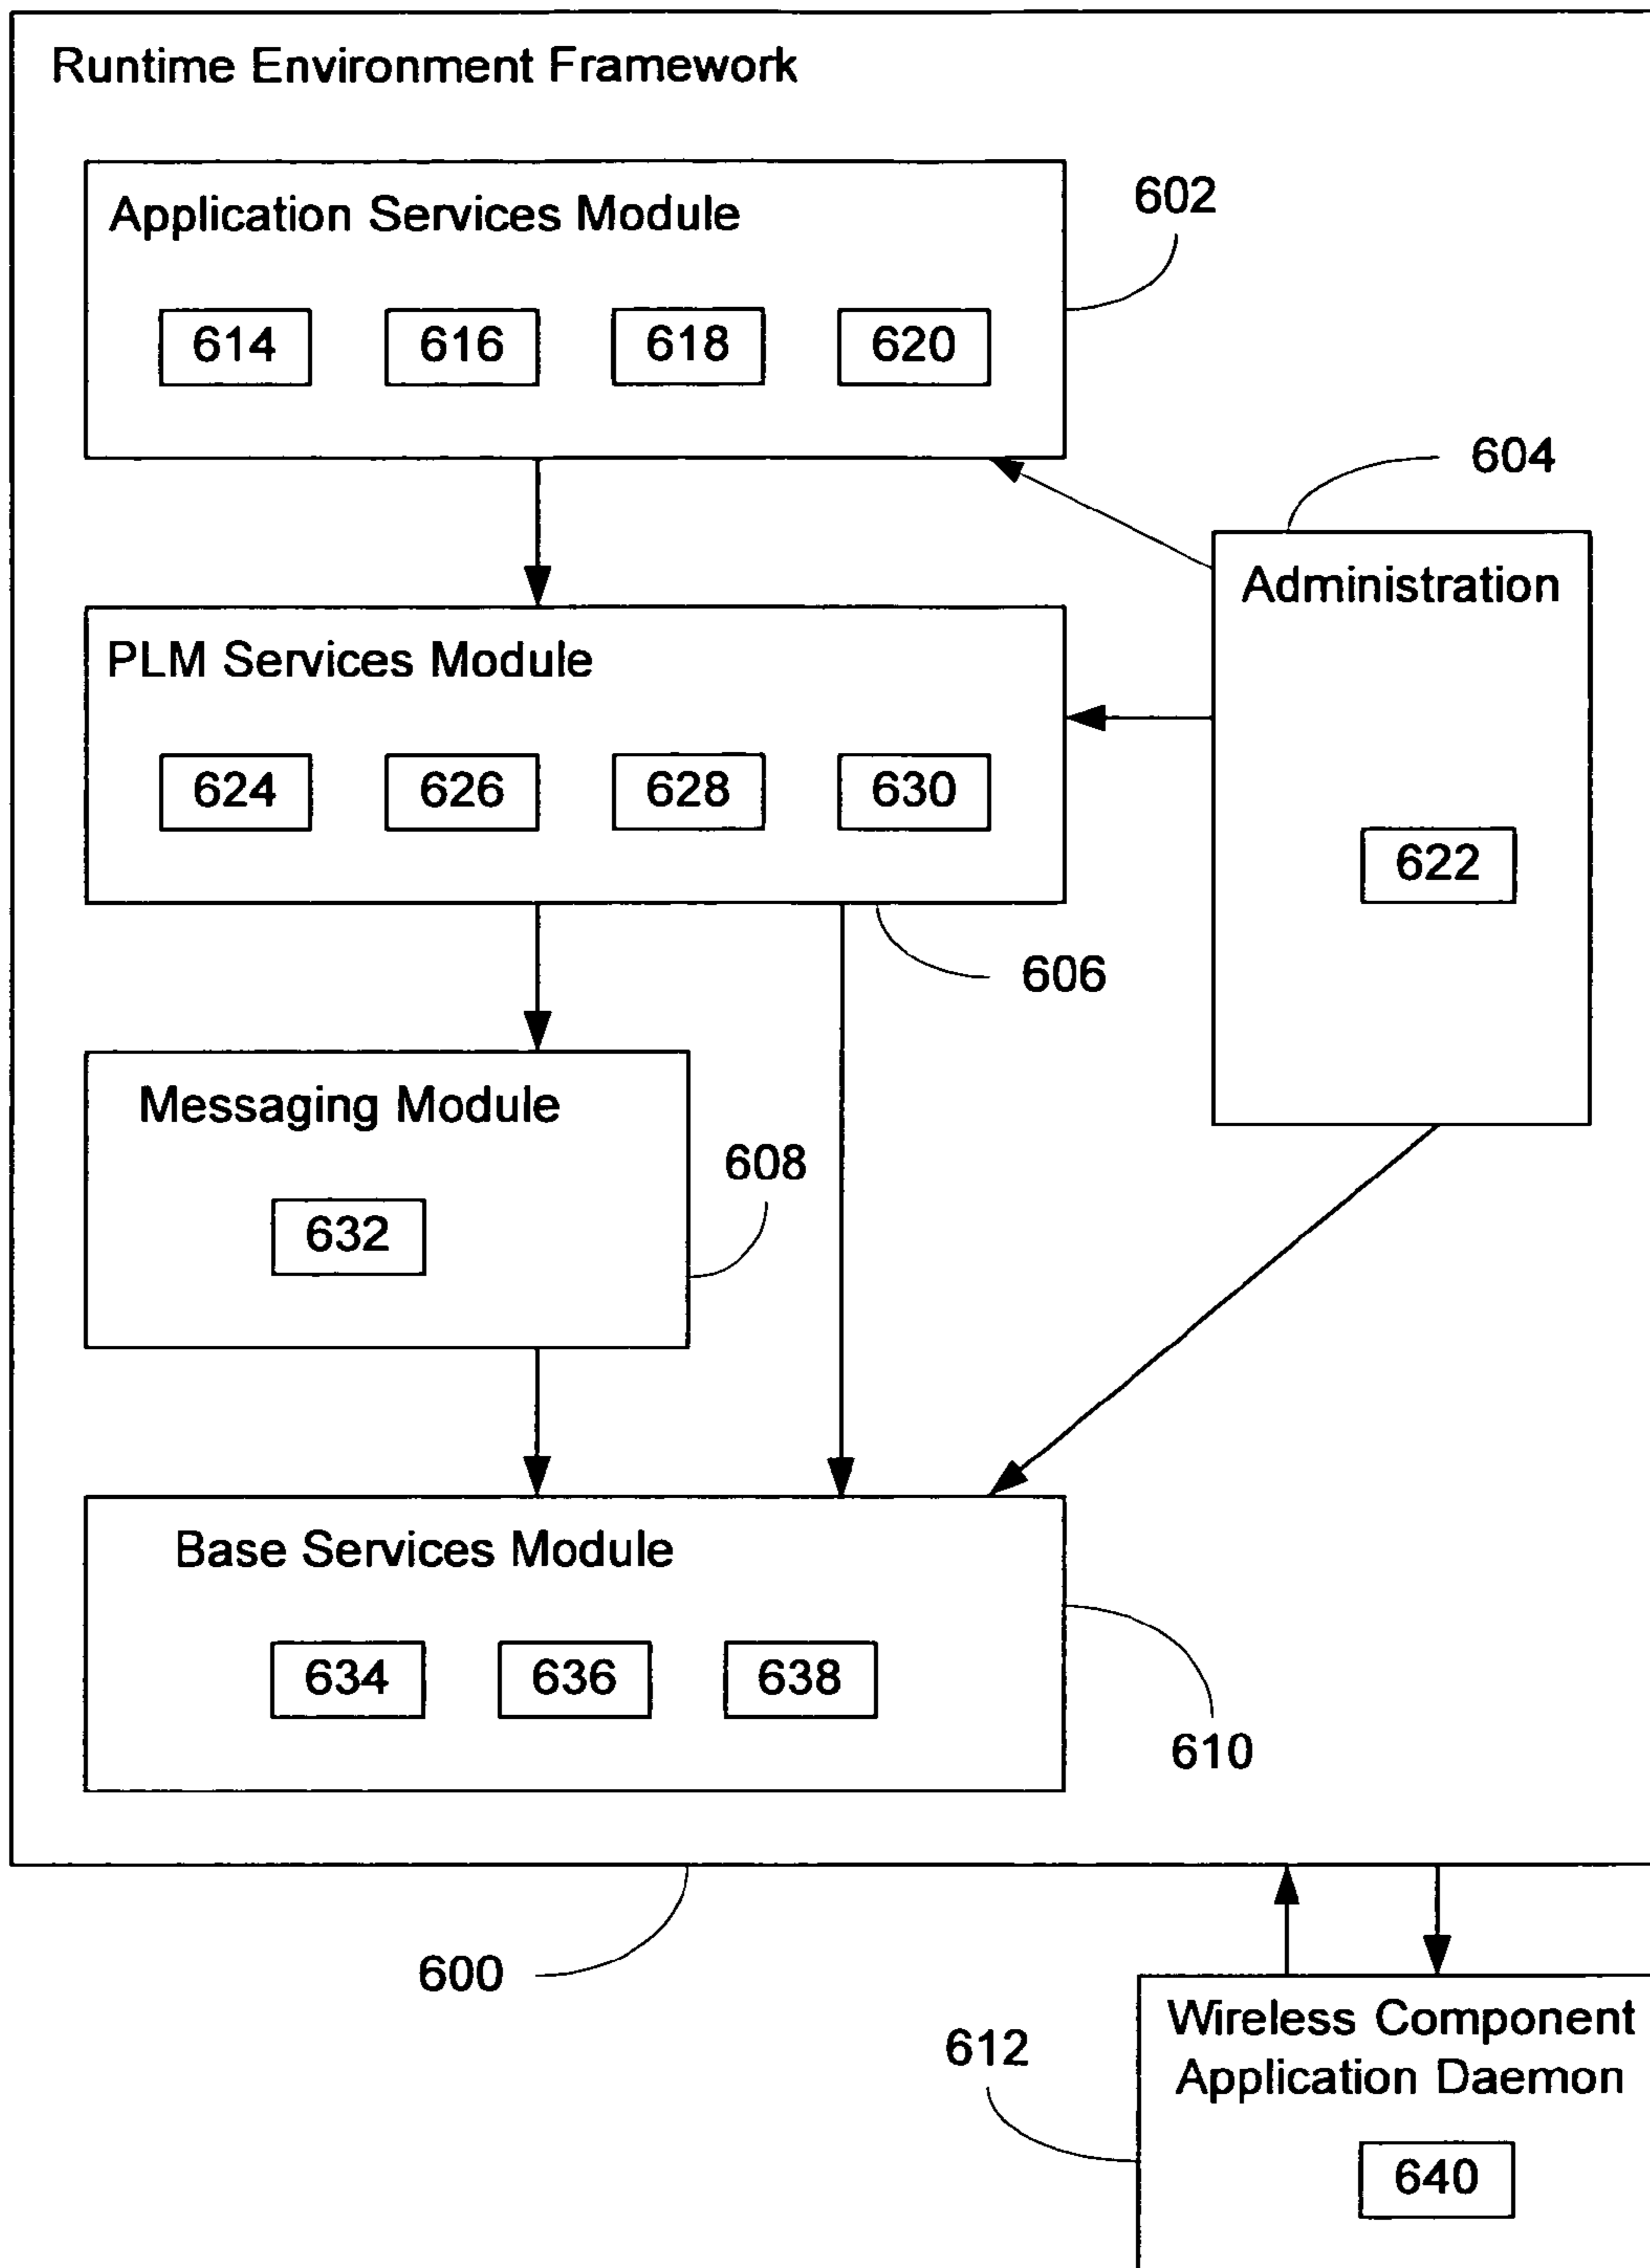 Runtime Environment Framework
Application Services Module
602
614 616 618 620
604
Administration
PLM Services Module
624 626 628 630
622
606
Messaging Module
608
632
Base Services Module
634 636 638
610
600
Wireless Component
Application Daemon
612
640